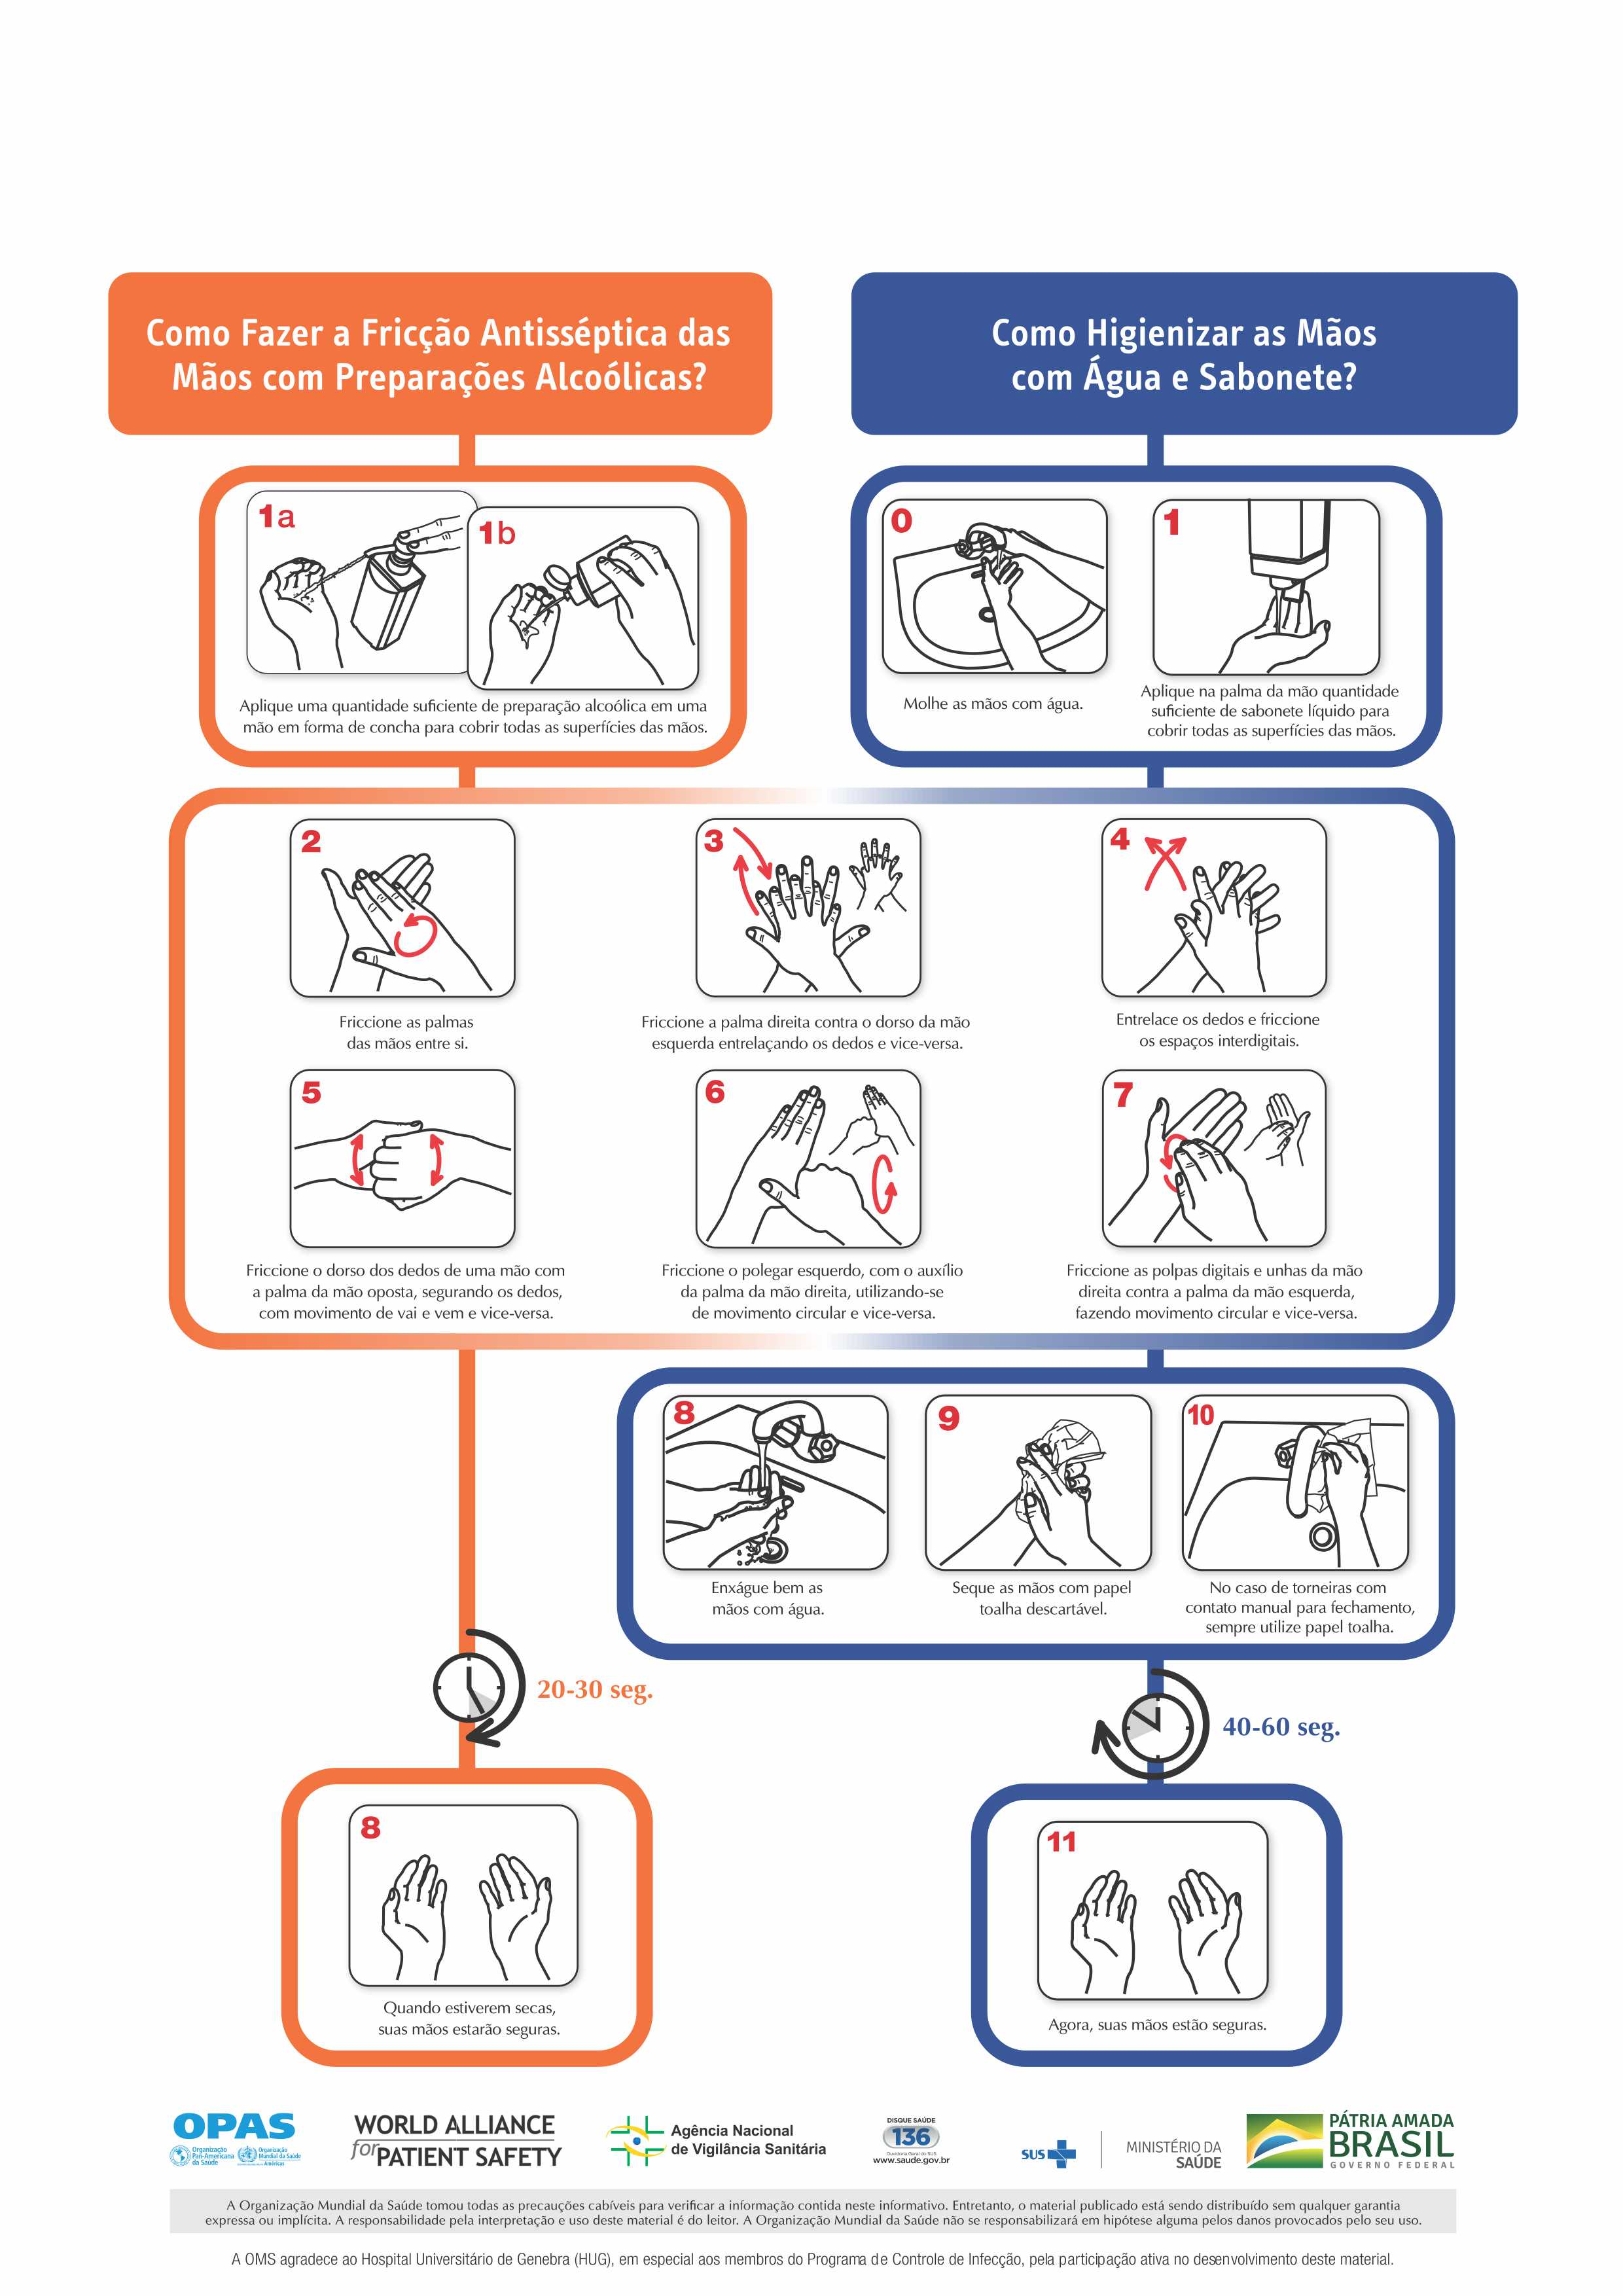 Como Fazer a Fricção Antisséptica das
Mãos com Preparações Alcoólicas?
Como Higienizar as Mãos
com Água e Sabonete?
1a
1b
Aplique uma quantidade suficiente de preparação alcoólica em uma
mão em forma de concha para cobrir todas as superfícies das mãos.
0
Molhe as mãos com água.
1
Aplique na palma da mão quantidade
suficiente de sabonete líquido para
cobrir todas as superfícies das mãos.
2
Friccione as palmas
das mãos entre si.
3
Friccione a palma direita contra o dorso da mão
esquerda entrelaçando os dedos e vice-versa.
4
Entrelace os dedos e friccione
os espaços interdigitais.
5
Friccione o dorso dos dedos de uma mão com
a palma da mão oposta, segurando os dedos,
com movimento de vai e vem e vice-versa.
6
Friccione o polegar esquerdo, com o auxílio
da palma da mão direita, utilizando-se
de movimento circular e vice-versa.
7
Friccione as polpas digitais e unhas da mão
direita contra a palma da mão esquerda,
fazendo movimento circular e vice-versa.
8
Enxágue bem as
mãos com água.
9
Seque as mãos com papel
toalha descartável.
10
No caso de torneiras com
contato manual para fechamento,
sempre utilize papel toalha.
20-30 seg.
40-60 seg.
8
Quando estiverem secas,
suas mãos estarão seguras.
11
Agora, suas mãos estão seguras.
OPAS
Organização
Pan-Americana
da Saúde
Organização
Mundial da Saúde
Américas
WORLD ALLIANCE
for PATIENT SAFETY
Agência Nacional
de Vigilância Sanitária
DISQUE SAÚDE
136
Ouvidoria Geral do SUS
www.saude.gov.br
SUS
MINISTÉRIO DA
SAÚDE
PÁTRIA AMADA
BRASIL
GOVERNO FEDERAL
A Organização Mundial da Saúde tomou todas as precauções cabíveis para verificar a informação contida neste informativo. Entretanto, o material publicado está sendo distribuído sem qualquer garantia
expressa ou implícita. A responsabilidade pela interpretação e uso deste material é do leitor. A Organização Mundial da Saúde não se responsabilizará em hipótese alguma pelos danos provocados pelo seu uso.
A OMS agradece ao Hospital Universitário de Genebra (HUG), em especial aos membros do Programa de Controle de Infecção, pela participação ativa no desenvolvimento deste material.